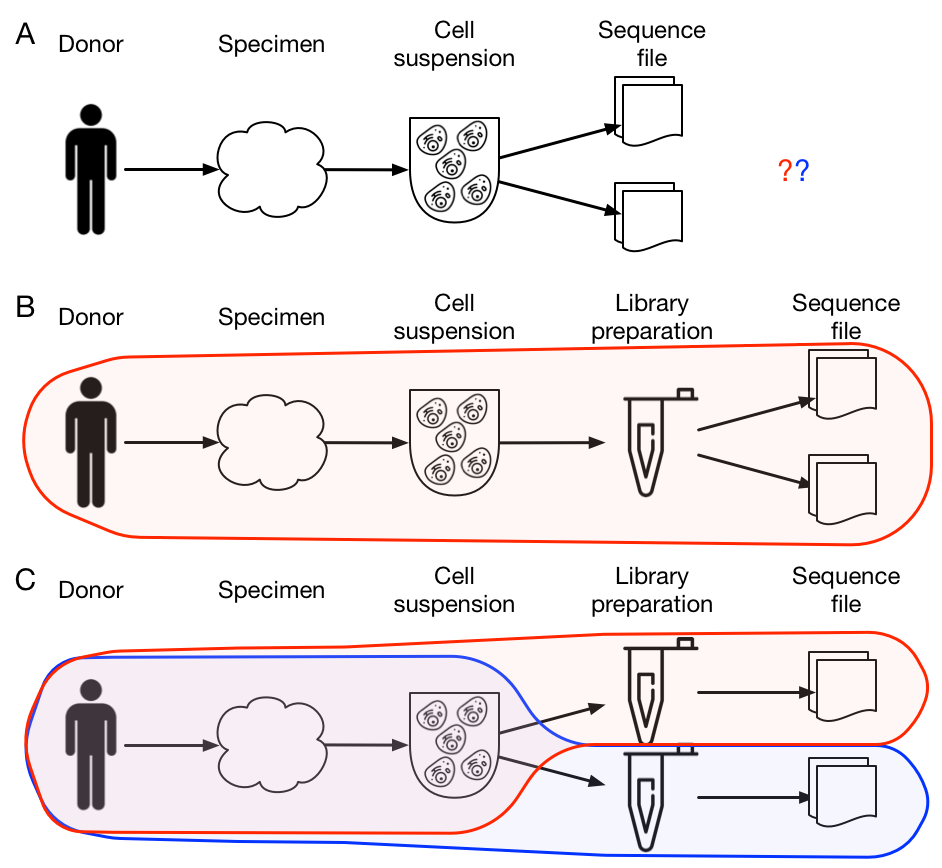 A
Donor
Specimen
Cell
suspension
Sequence
file
??
B
Donor
Specimen
Cell
suspension
Library
preparation
Sequence
file
C
Donor
Specimen
Cell
suspension
Library
preparation
Sequence
file